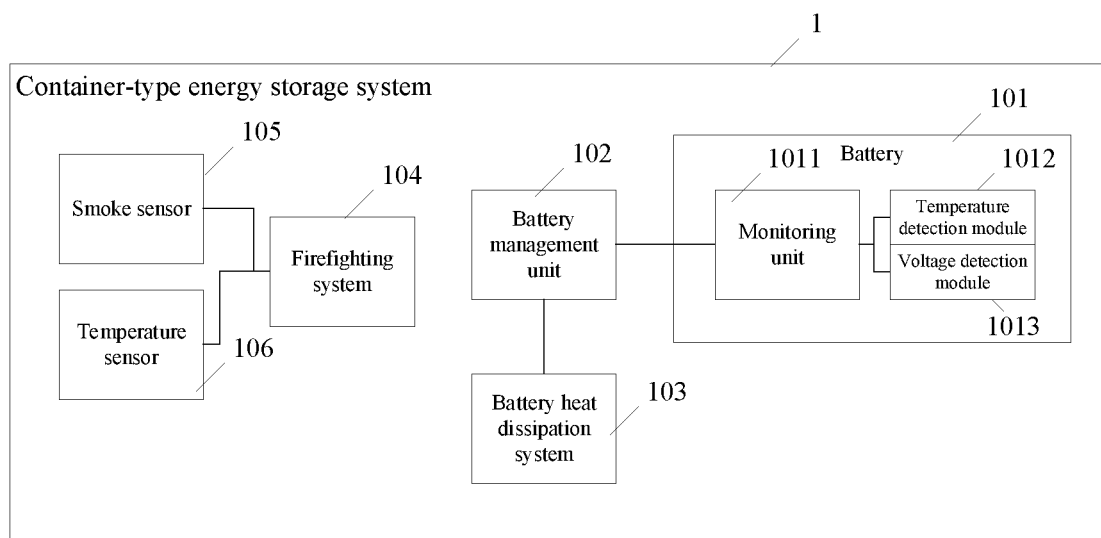 1
Container-type energy storage system
101
105
102
Battery
1011
1012
104
Smoke sensor
Battery
management
unit
Monitoring
unit
Temperature
detection module
Voltage detection
module
Firefighting
system
1013
Temperature
sensor
106
Battery heat
dissipation
system
103